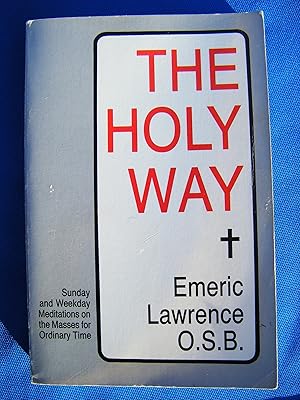 THE
HOLY
WAY
Emeric
Lawrence
O.S.B.
Sunday
and Weekday
Meditations on
the Masses for
Ordinary Time